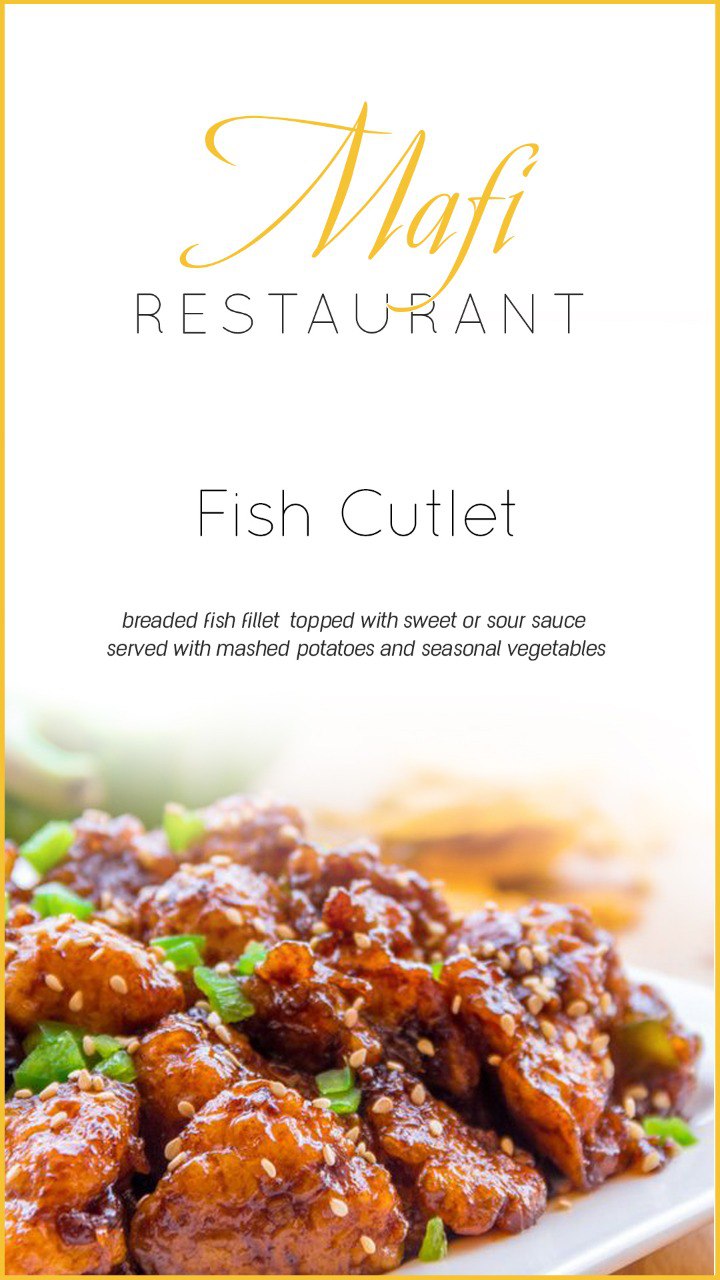 Mafi
RESTAURANT
Fish Cutlet
breaded fish fillet topped with sweet or sour sauce
served with mashed potatoes and seasonal vegetables